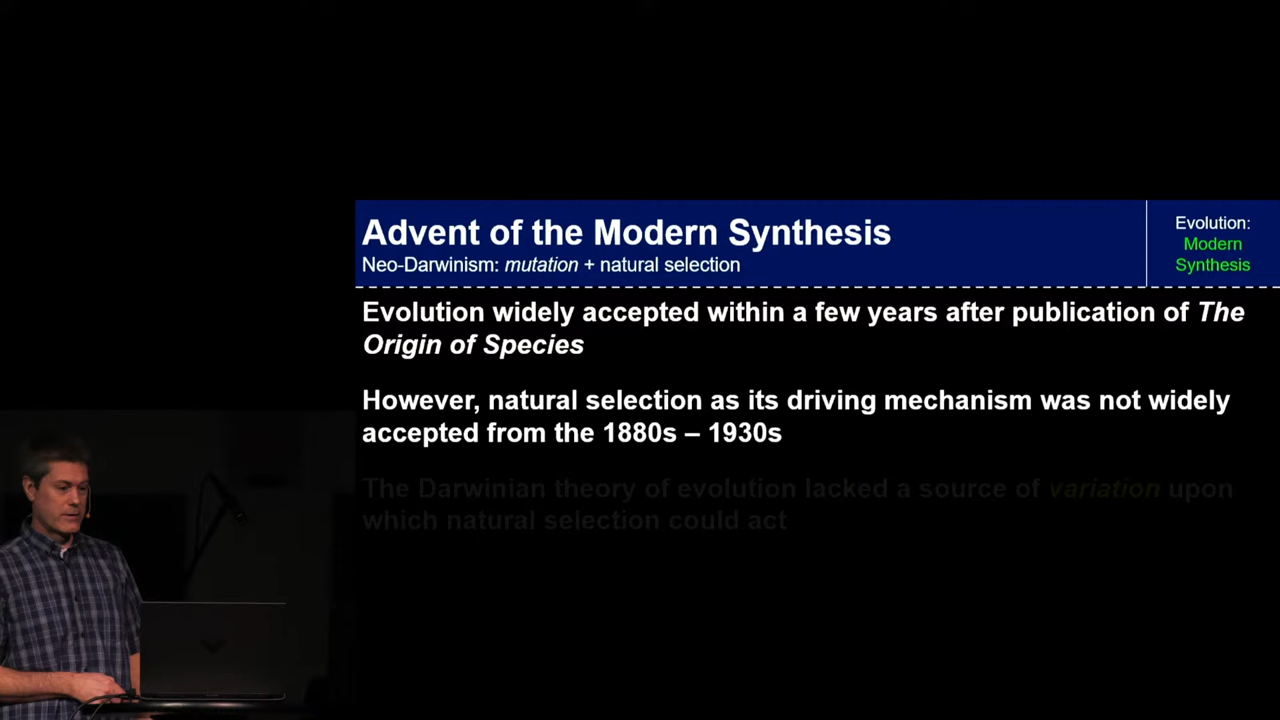 Advent of the Modern Synthesis
Neo-Darwinism: mutation + natural selection
Evolution:
Modern
Synthesis
Evolution widely accepted within a few years after publication of The
Origin of Species
However, natural selection as its driving mechanism was not widely
accepted from the 1880s – 1930s
The Darwinian theory of evolution lacked a source of variation upon
which natural selection could act